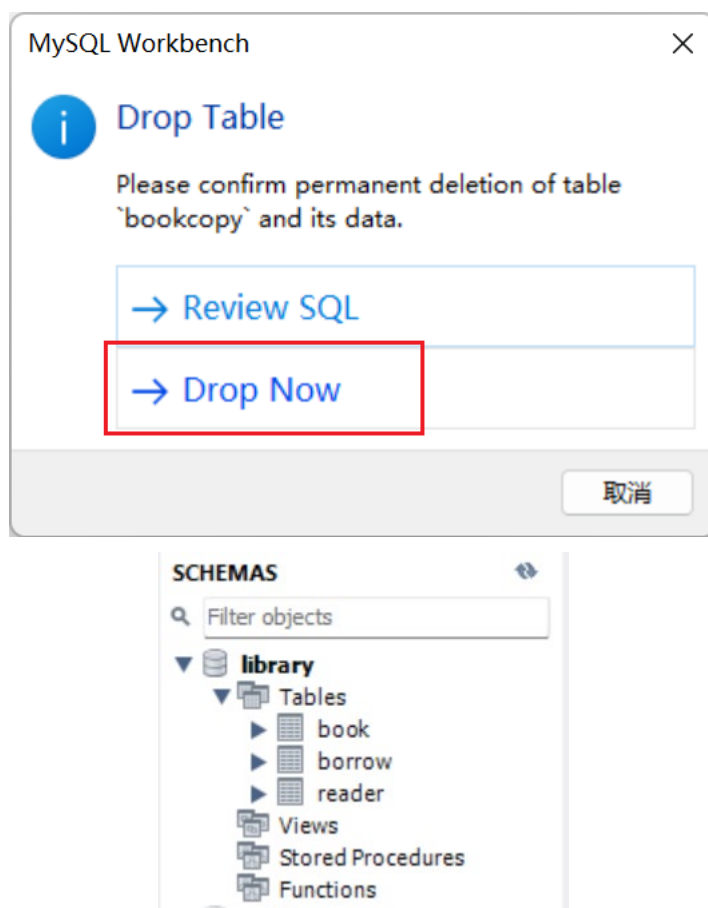 MySQL Workbench
Drop Table
Please confirm permanent deletion of table
`bookcopy` and its data.
→ Review SQL
→ Drop Now
取消
SCHEMAS
Filter objects
library
Tables
book
borrow
reader
Views
Stored Procedures
Functions